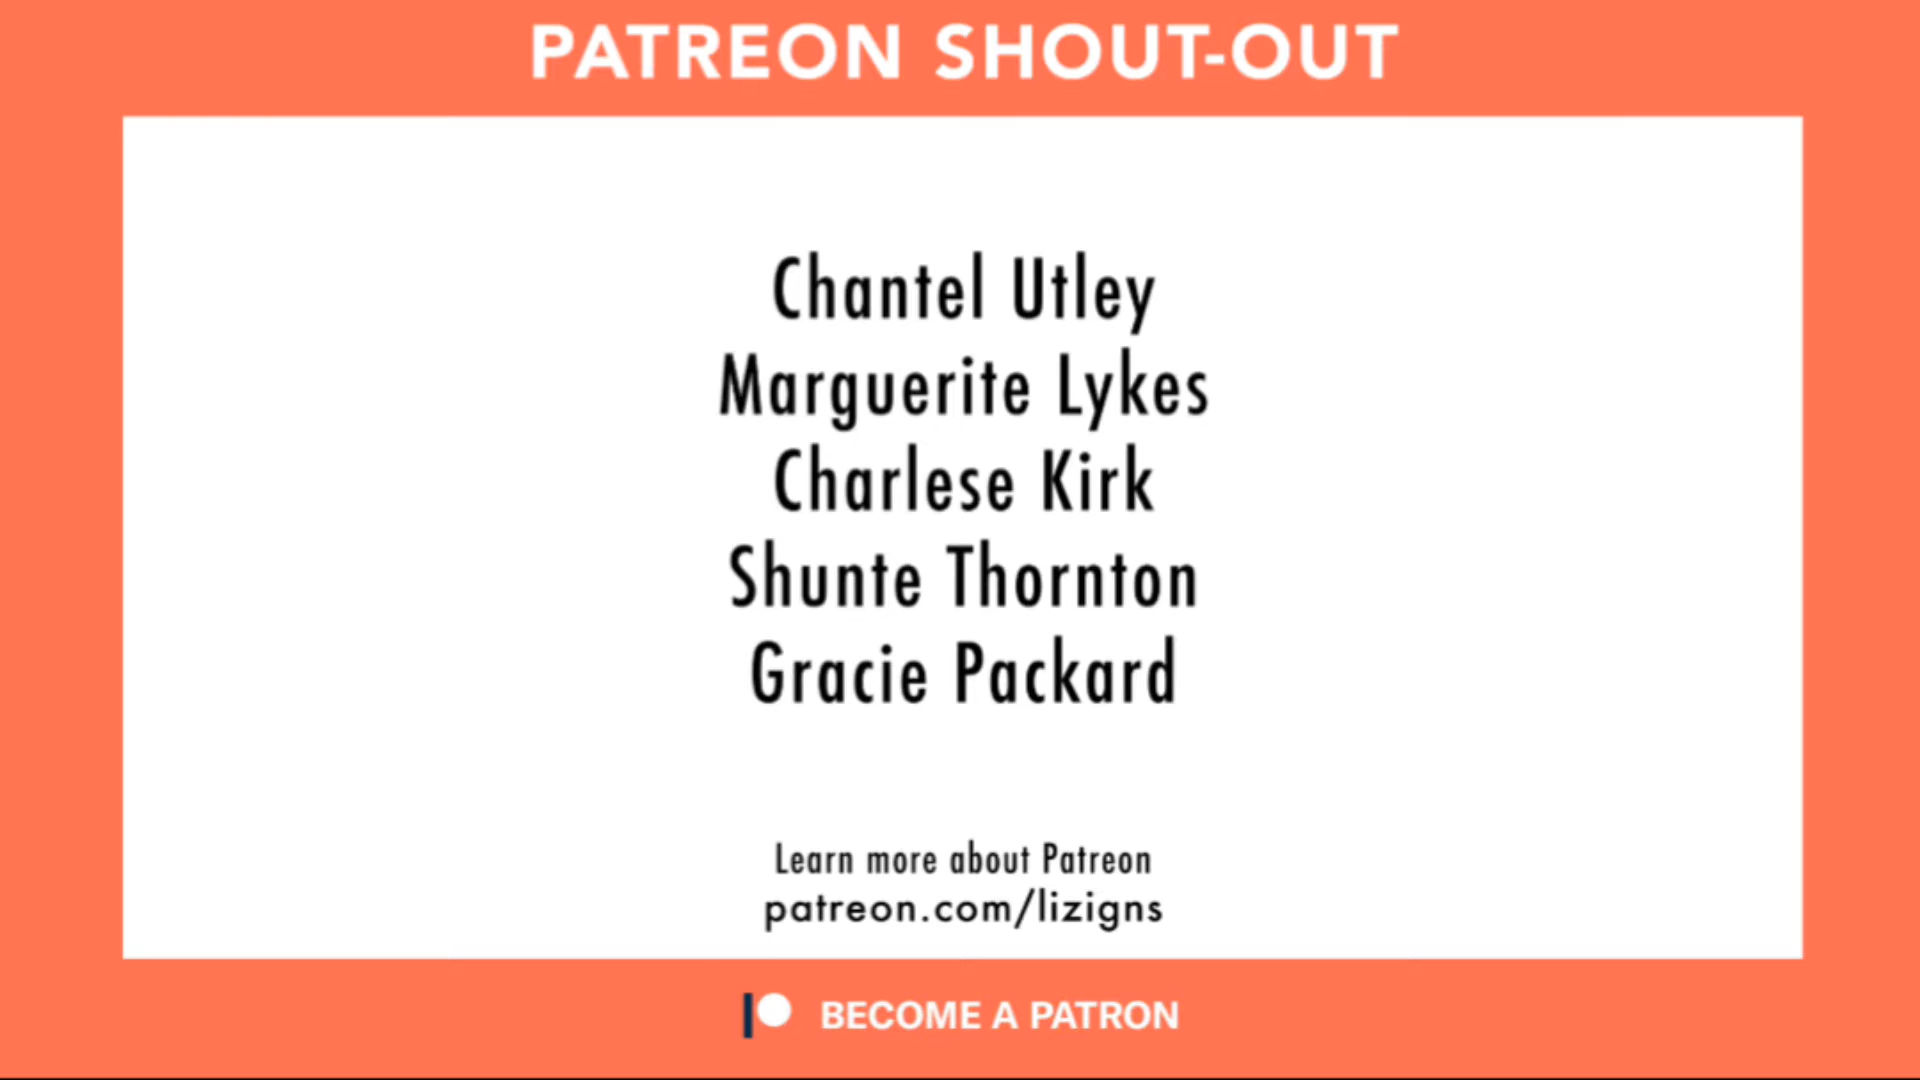 PATREON SHOUT-OUT
Chantel Utley
Marguerite Lykes
Charlese Kirk
Shunte Thornton
Gracie Packard
Learn more about Patreon
patreon.com/lizigns
BECOME A PATRON